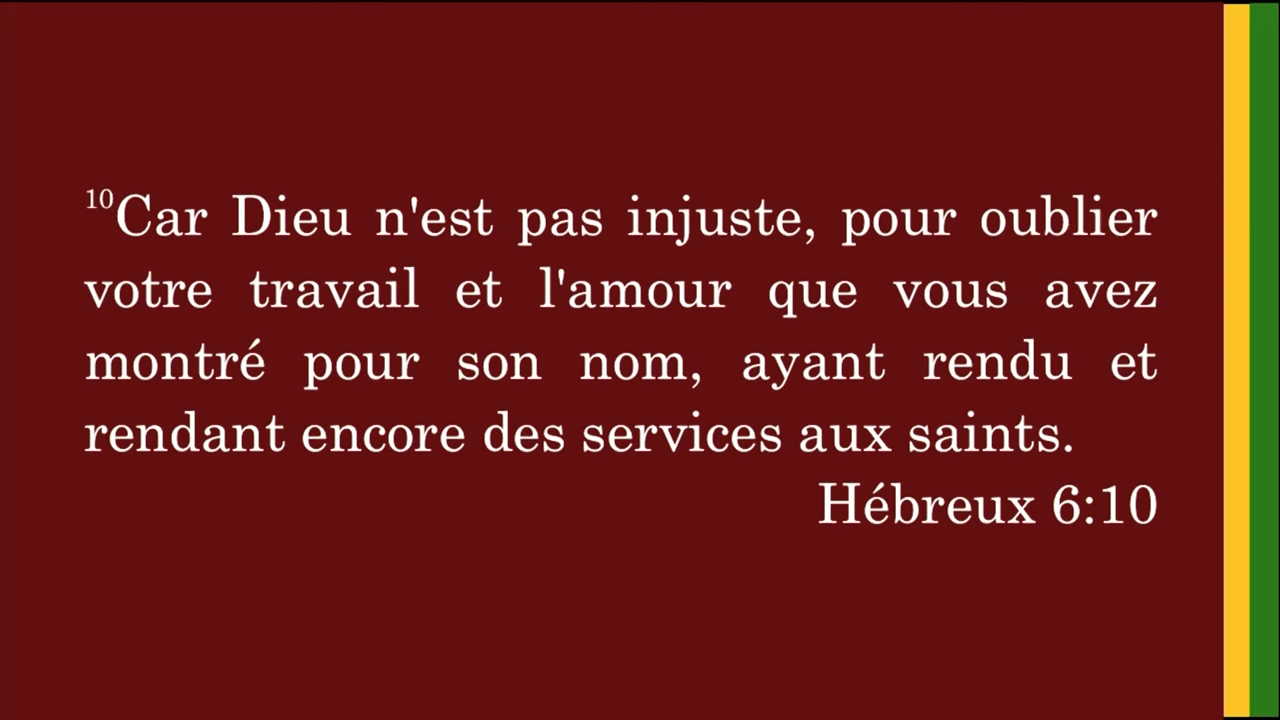 10Car Dieu n'est pas injuste, pour oublier
votre travail et l'amour que vous avez
montré pour son nom, ayant rendu et
rendant encore des services aux saints.
Hébreux 6:10